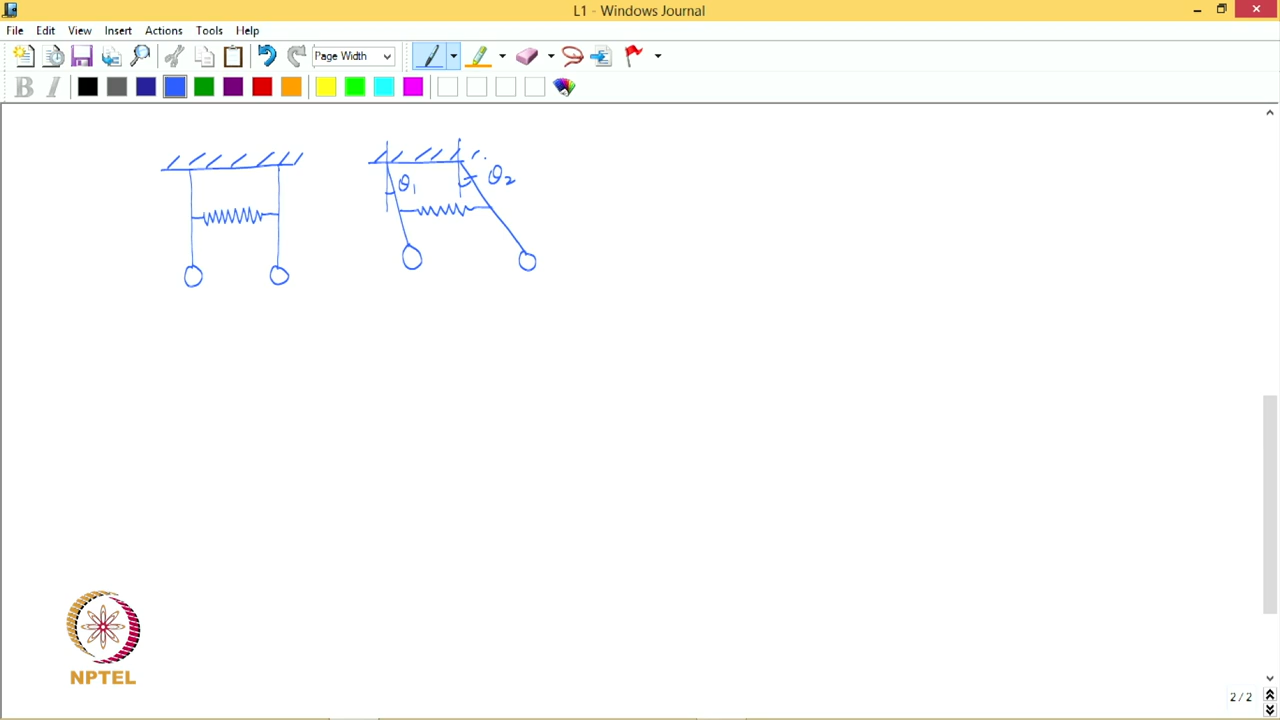 L1 - Windows Journal
File Edit View Insert Actions Tools Help
Page Width
B I
θ₁ θ₂
NPTEL
2 / 2